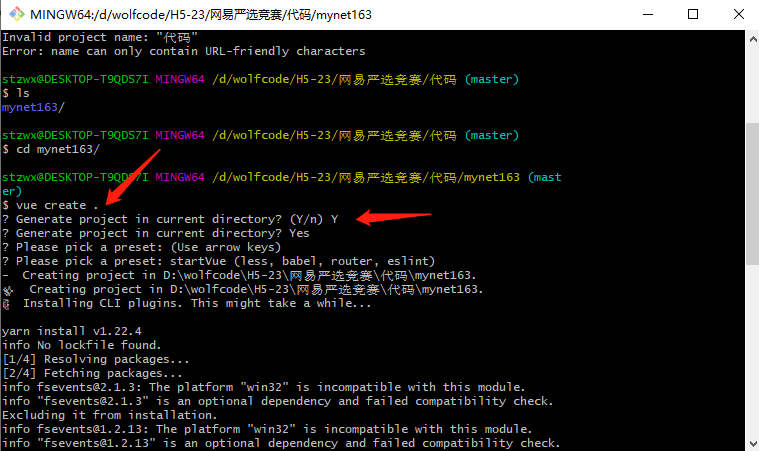 MINGW64:/d/wolfcode/H5-23/网易严选竞赛/代码/mynet163
Invalid project name: "代码"
Error: name can only contain URL-friendly characters
stzwx@DESKTOP-T9QDS7I MINGW64 /d/wolfcode/H5-23/网易严选竞赛/代码 (master)
$ ls
mynet163/
stzwx@DESKTOP-T9QDS7I MINGW64 /d/wolfcode/H5-23/网易严选竞赛/代码 (master)
$ cd mynet163/
stzwx@DESKTOP-T9QDS7I MINGW64 /d/wolfcode/H5-23/网易严选竞赛/代码/mynet163 (mast
er)
$ vue create .
? Generate project in current directory? (Y/n) Y
? Generate project in current directory? Yes
? Please pick a preset: (Use arrow keys)
? Please pick a preset: startVue (less, babel, router, eslint)
-  Creating project in D:\wolfcode\H5-23\网易严选竞赛\代码\mynet163.
Creating project in D:\wolfcode\H5-23\网易严选竞赛\代码\mynet163.
Installing CLI plugins. This might take a while...
yarn install v1.22.4
info No lockfile found.
[1/4] Resolving packages...
[2/4] Fetching packages...
info fsevents@2.1.3: The platform "win32" is incompatible with this module.
info "fsevents@2.1.3" is an optional dependency and failed compatibility check.
Excluding it from installation.
info fsevents@1.2.13: The platform "win32" is incompatible with this module.
info "fsevents@1.2.13" is an optional dependency and failed compatibility check.